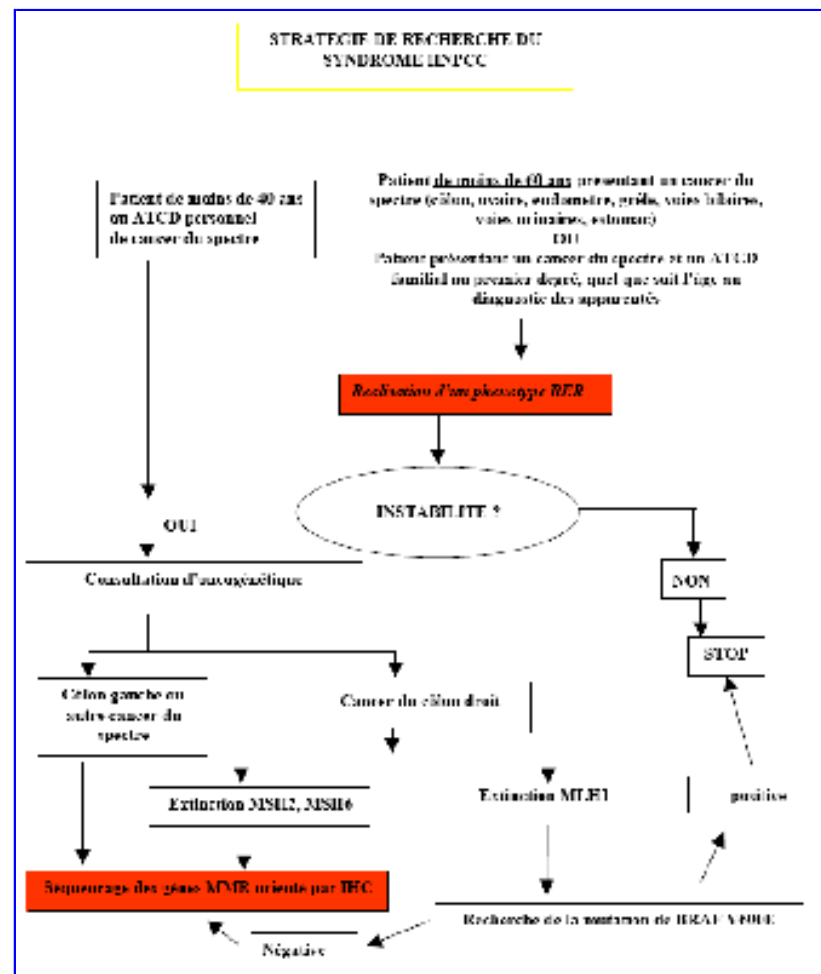 STRATEGIE DE RECHERCHE DU
SYNDROME HNPCC
Patient de moins de 40 ans
ou ATCD personnel
de cancer du spectre
Patient de moins de 60 ans présentant un cancer du
spectre (côlon, ovaire, endomètre, grêle, voies biliaires,
voies urinaires, estomac)
OU
Patient présentant un cancer du spectre et un ATCD
familial au premier degré, quel que soit l'âge au
diagnostic des apparentés
Réalisation d'un phenotype RER
INSTABILITE ?
OUI
Consultation d'oncogénétique
NON
STOP
Côlon gauche ou
autre cancer du
spectre
Cancer du côlon droit
Extinction MSH2, MSH6
Extinction MLH1
positive
Séquençage des gènes MMR orienté par IHC
Recherche de la mutation de BRAF V600E
Négative